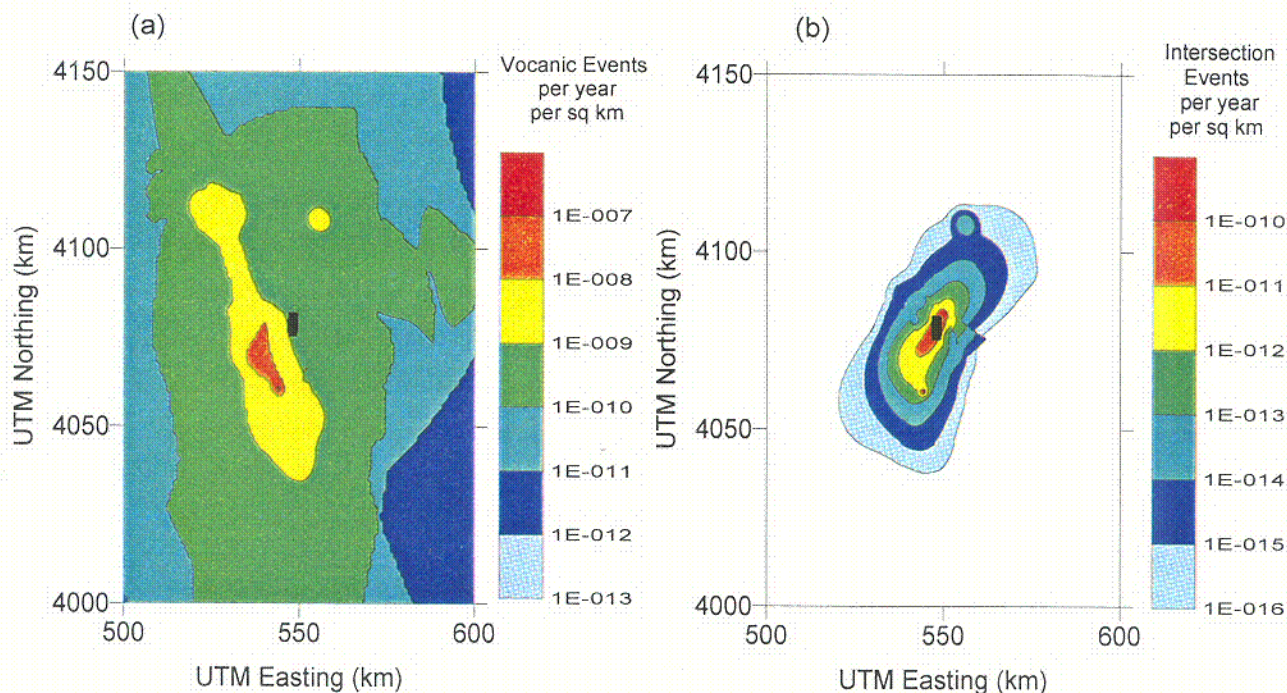 (a)
Vocanic Events
per year
per sq km
1E-007
1E-008
1E-009
1E-010
1E-011
1E-012
1E-013
4150
4100
4050
4000
UTM Northing (km)
500
550
600
UTM Easting (km)
(b)
Intersection
Events
per year
per sq km
1E-010
1E-011
1E-012
1E-013
1E-014
1E-015
1E-016
4150
4100
4050
4000
UTM Northing (km)
500
550
600
UTM Easting (km)